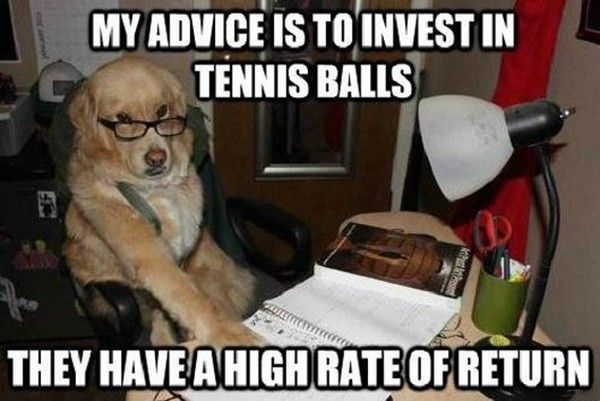 MY ADVICE IS TO INVEST IN
TENNIS BALLS
THEY HAVE A HIGH RATE OF RETURN